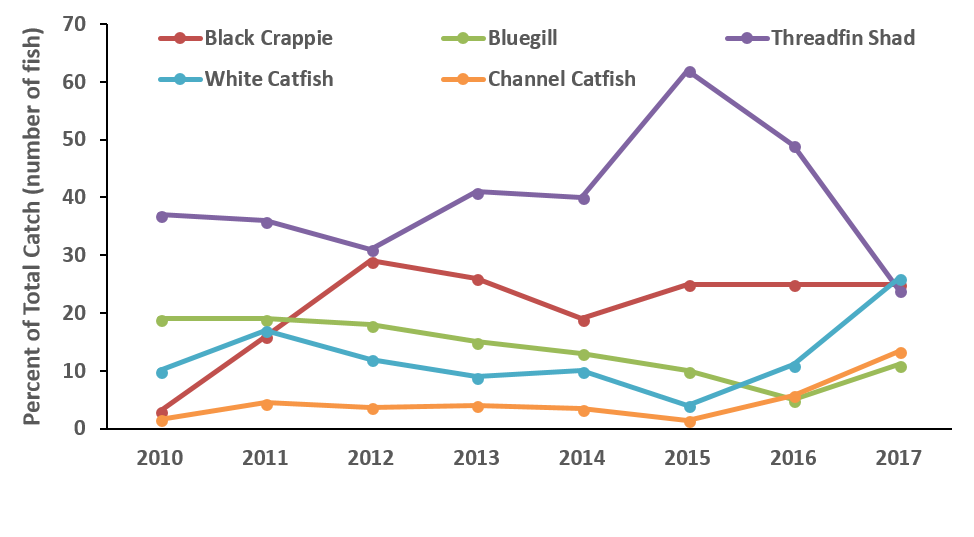 Percent of Total Catch (number of fish)
70
60
50
40
30
20
10
0
Black Crappie Bluegill Threadfin Shad
White Catfish Channel Catfish
2010 2011 2012 2013 2014 2015 2016 2017